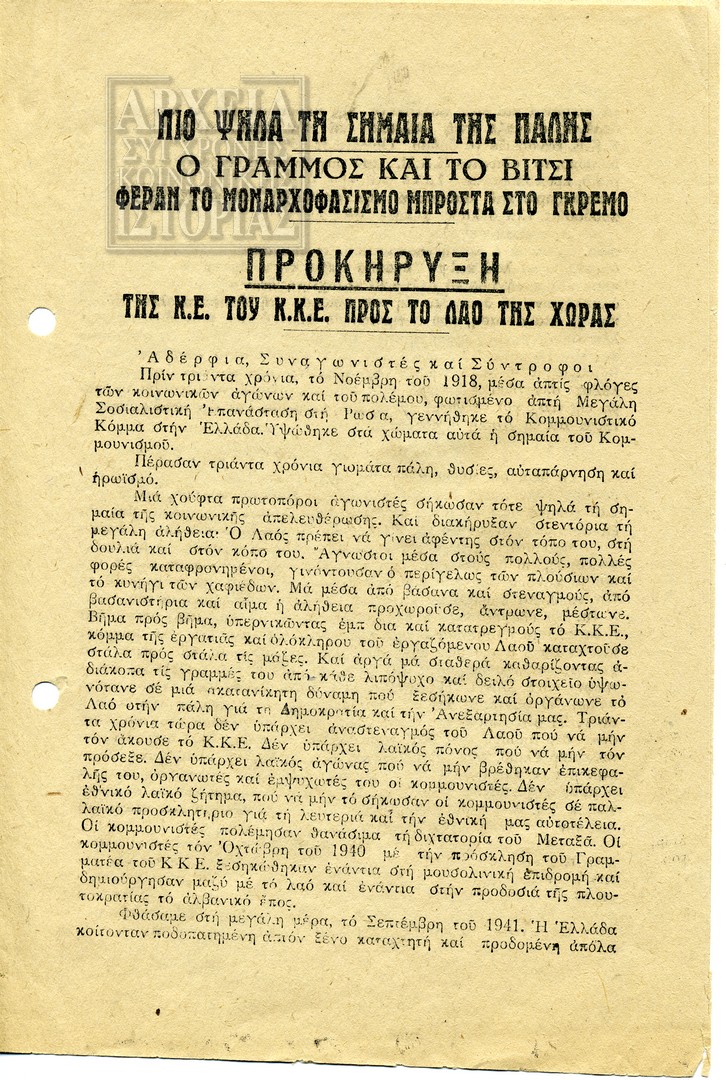 ΑΡΧΕΙΑ
ΣΥΓΧΡΟΝΗΣ
ΚΟΙΝΩΝΙΚΗΣ
ΙΣΤΟΡΙΑΣ
ΠΙΟ ΨΗΛΑ ΤΗ ΣΗΜΑΙΑ ΤΗΣ ΠΑΛΗΣ
Ο ΓΡΑΜΜΟΣ ΚΑΙ ΤΟ ΒΙΤΣΙ
ΦΕΡΑΝ ΤΟ ΜΟΝΑΡΧΟΦΑΣΙΣΜΟ ΜΠΡΟΣΤΑ ΣΤΟ ΓΚΡΕΜΟ
ΠΡΟΚΗΡΥΞΗ
ΤΗΣ Κ.Ε. ΤΟΥ Κ.Κ.Ε. ΠΡΟΣ ΤΟ ΛΑΟ ΤΗΣ ΧΩΡΑΣ
Ἀδέρφια, Συναγωνιστές καί Σύντροφοι
Πρίν τριάντα χρόνια, τό Νοέμβρη τοῦ 1918, μέσα ἀπτίς φλόγες
τῶν κοινωνικῶν ἀγώνων καί τοῦ πολέμου, φωτισμένο ἀπτή Μεγάλη
Σοσιαλιστική Ἐπανάσταση στή Ρωσία, γεννήθηκε τό Κομμουνιστικό
Κόμμα στήν Ἑλλάδα. Ὑψώθηκε στά χώματα αὐτά ἡ σημαία τοῦ Κομ-
μουνισμοῦ.
Πέρασαν τριάντα χρόνια γιομάτα πάλη, θυσίες, αὐταπάρνηση καί
ἡρωϊσμό.
Μιά χούφτα πρωτοπόροι ἀγωνιστές σήκωσαν τότε ψηλά τή ση-
μαία τῆς κοινωνικῆς ἀπελευθέρωσης. Καί διακήρυξαν στεντόρια τή
μεγάλη ἀλήθεια· Ὁ Λαός πρέπει νά γίνει ἀφέντης στόν τόπο του, στή
δουλιά καί στόν κόπο του. Ἄγνωστοι μέσα στούς πολλούς, πολλές
φορές καταφρονημένοι, γινόντουσαν ὁ περίγελως τῶν πλούσιων καί
τό κυνήγι τῶν χαφιέδων. Μά μέσα ἀπό βάσανα καί στεναγμούς, ἀπό
βασανιστήρια καί αἷμα ἡ ἀλήθεια προχωροῦσε, ἄντρωνε, μέστωνε.
Βῆμα πρός βῆμα, ὑπερνικώντας ἐμπόδια καί κατατρεγμούς τό Κ.Κ.Ε.,
κόμμα τῆς ἐργατιᾶς καί ὁλόκληρου τοῦ ἐργαζόμενου Λαοῦ καταχτοῦσε
στάλα πρός στάλα τίς μάζες. Καί ἀργά μά σταθερά καθαρίζοντας ἀ-
διάκοπα τίς γραμμές του ἀπό κάθε λιπόψυχο καί δειλό στοιχεῖο ὑψω-
νότανε σέ μιά ἀκατανίκητη δύναμη πού ξεσήκωνε καί ὀργάνωνε τό
Λαό στήν πάλη γιά τή Δημοκρατία καί τήν Ἀνεξαρτησία μας. Τριάν-
τα χρόνια τώρα δέν ὑπάρχει ἀναστεναγμός τοῦ Λαοῦ πού νά μήν
τόν ἄκουσε τό Κ.Κ.Ε. Δέν ὑπάρχει λαϊκός πόνος πού νά μήν τόν
πρόσεξε. Δέν ὑπάρχει λαϊκός ἀγώνας πού νά μήν βρέθηκαν ἐπικεφα-
λῆς του, ὀργανωτές καί ἐμψυχωτές του οἱ κομμουνιστές. Δέν ὑπάρχει
ἐθνικό λαϊκό ζήτημα, πού νά μήν τό σήκωσαν οἱ κομμουνιστές σέ παλ-
λαϊκό προσκλητήριο γιά τή λευτεριά καί τήν ἐθνική μας αὐτοτέλεια.
Οἱ κομμουνιστές πολέμησαν θανάσιμα τή διχτατορία τοῦ Μεταξᾶ. Οἱ
κομμουνιστές τόν Ὀχτώβρη τοῦ 1940 μέ τήν πρόσκληση τοῦ Γραμ-
ματέα τοῦ Κ Κ Ε. ξεσηκώθηκαν ἐνάντια στή μουσολινική ἐπιδρομή καί
δημιούργησαν μαζύ μέ τό λαό καί ἐνάντια στήν προδοσιά τῆς πλου-
τοκρατίας τό ἀλβανικό ἔπος.
Φθάσαμε στή μεγάλη μέρα, τό Σεπτέμβρη τοῦ 1941. Ἡ Ἑλλάδα
κοίτονταν ποδοπατημένη ἀπτόν ξένο καταχτητή καί προδομένη ἀπόλα